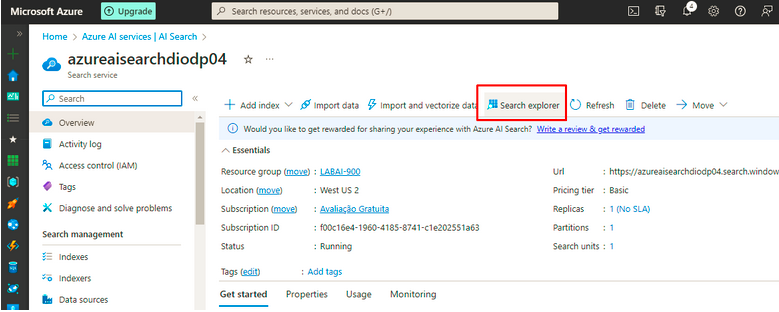 Microsoft Azure Upgrade Search resources, services, and docs (G+/) 4
Home > Azure AI services | AI Search >
azureaisearchdiodp04
Search service
Search
Overview
Activity log
Access control (IAM)
Tags
Diagnose and solve problems
Search management
Indexes
Indexers
Data sources
Add index Import data Import and vectorize data Search explorer Refresh Delete Move
Would you like to get rewarded for sharing your experience with Azure AI Search? Write a review & get rewarded
Essentials
Resource group (move) : LABAI-900
Location (move) : West US 2
Subscription (move) : Avaliação Gratuita
Subscription ID : f00c16e4-1960-4185-8741-c1e202551a63
Status : Running
Url : https://azureaisearchdiodp04.search.window
Pricing tier : Basic
Replicas : 1 (No SLA)
Partitions : 1
Search units : 1
Tags (edit) : Add tags
Get started Properties Usage Monitoring